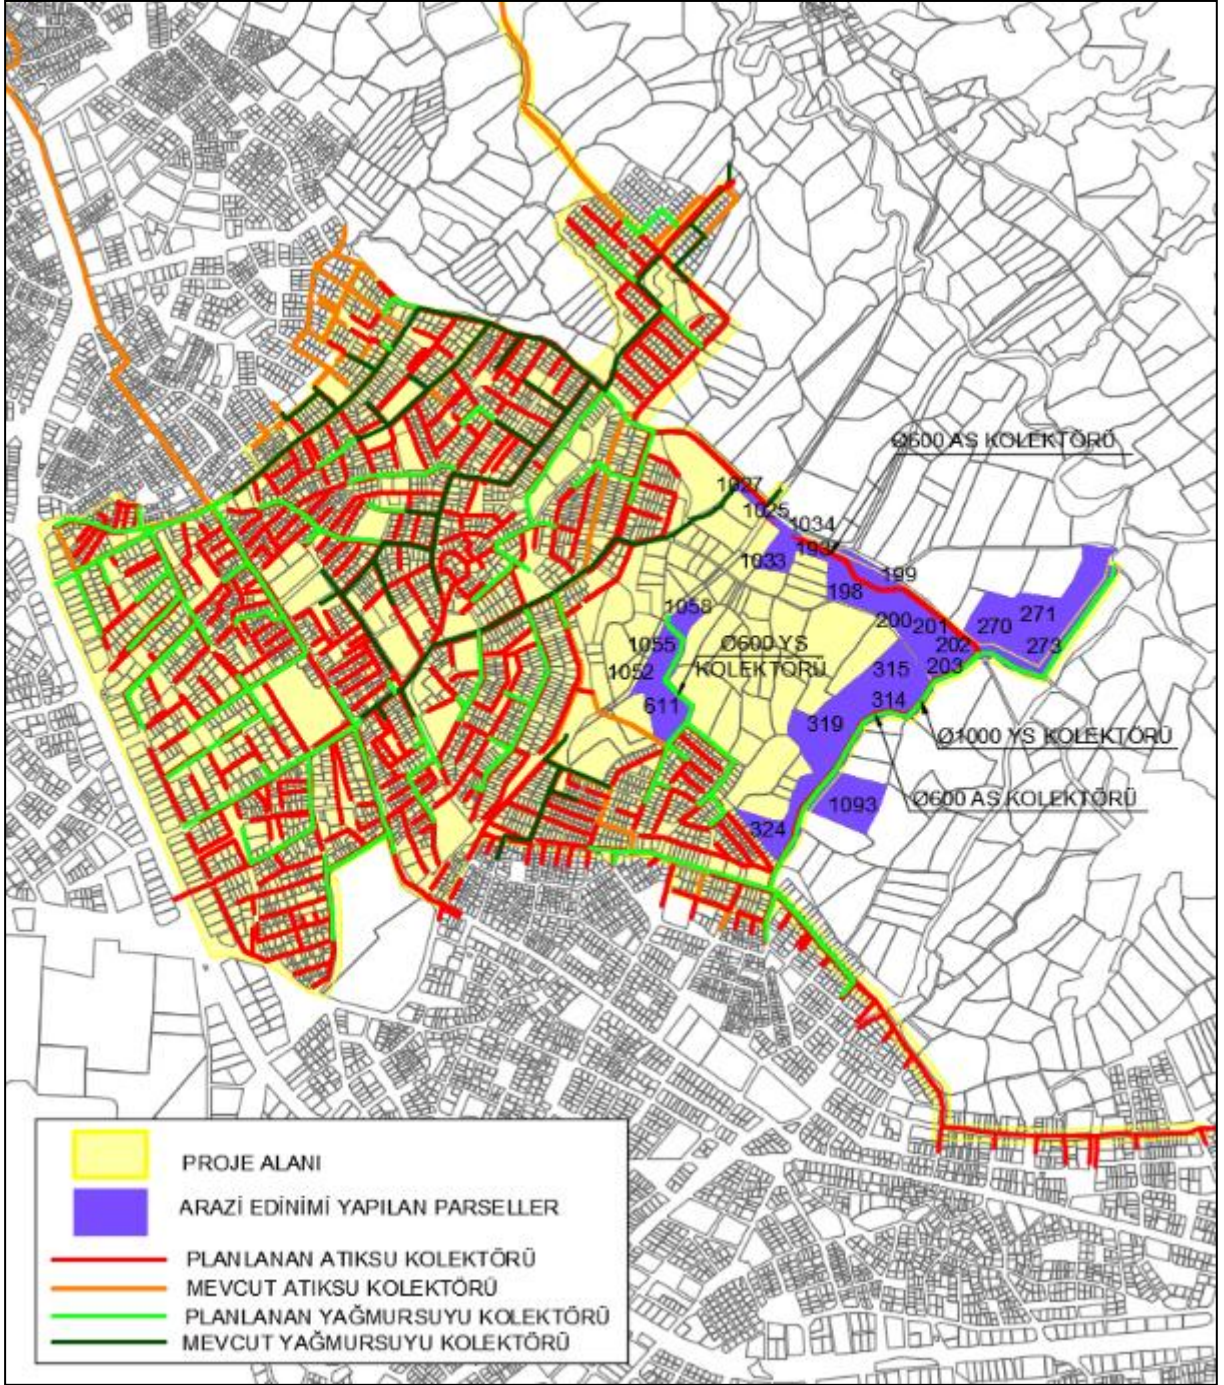 Ø600 AS KOLEKTÖRÜ
1027
1025
1034
193
1033
199
198
1058
200
201
270
271
1055
Ø600 YS
KOLEKTÖRÜ
202
273
1052
315
203
611
314
319
Ø1000 YS KOLEKTÖRÜ
Ø600 AS KOLEKTÖRÜ
1093
324
PROJE ALANI
ARAZİ EDİNİMİ YAPILAN PARSELLER
PLANLANAN ATIKSU KOLEKTÖRÜ
MEVCUT ATIKSU KOLEKTÖRÜ
PLANLANAN YAĞMURSUYU KOLEKTÖRÜ
MEVCUT YAĞMURSUYU KOLEKTÖRÜ